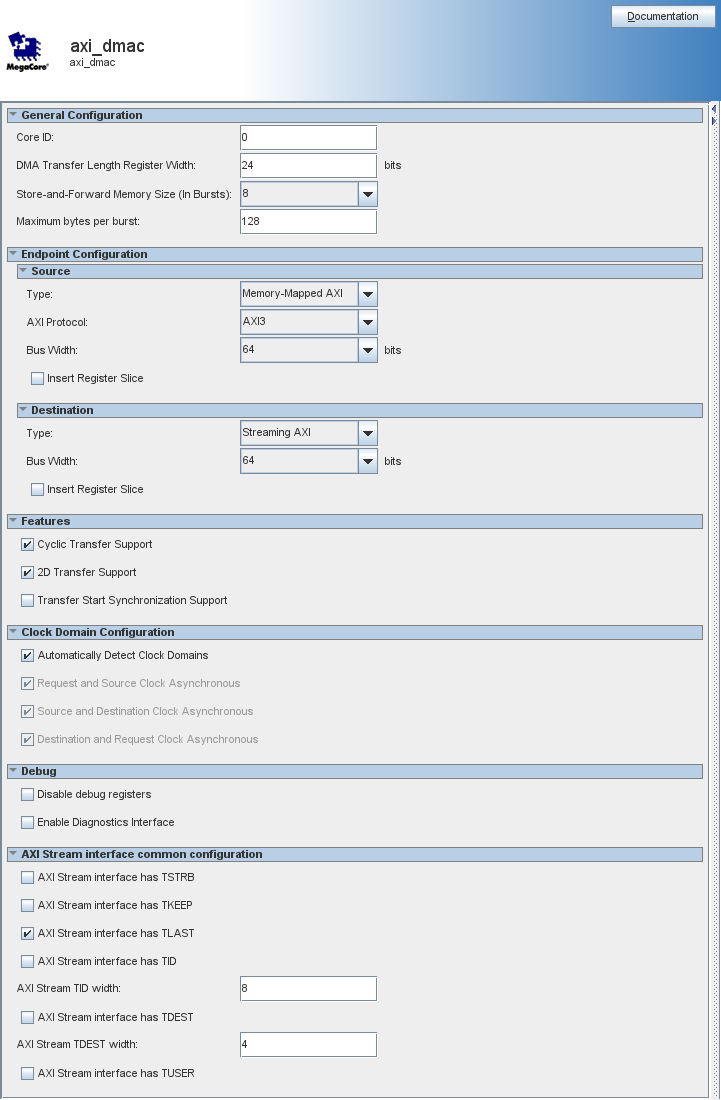 Documentation
axi_dmac
axi_dmac
MegaCore®
General Configuration
Core ID: 0
DMA Transfer Length Register Width: 24 bits
Store-and-Forward Memory Size (In Bursts): 8
Maximum bytes per burst: 128
Endpoint Configuration
Source
Type: Memory-Mapped AXI
AXI Protocol: AXI3
Bus Width: 64 bits
Insert Register Slice
Destination
Type: Streaming AXI
Bus Width: 64 bits
Insert Register Slice
Features
Cyclic Transfer Support
2D Transfer Support
Transfer Start Synchronization Support
Clock Domain Configuration
Automatically Detect Clock Domains
Request and Source Clock Asynchronous
Source and Destination Clock Asynchronous
Destination and Request Clock Asynchronous
Debug
Disable debug registers
Enable Diagnostics Interface
AXI Stream interface common configuration
AXI Stream interface has TSTRB
AXI Stream interface has TKEEP
AXI Stream interface has TLAST
AXI Stream interface has TID
AXI Stream TID width: 8
AXI Stream interface has TDEST
AXI Stream TDEST width: 4
AXI Stream interface has TUSER